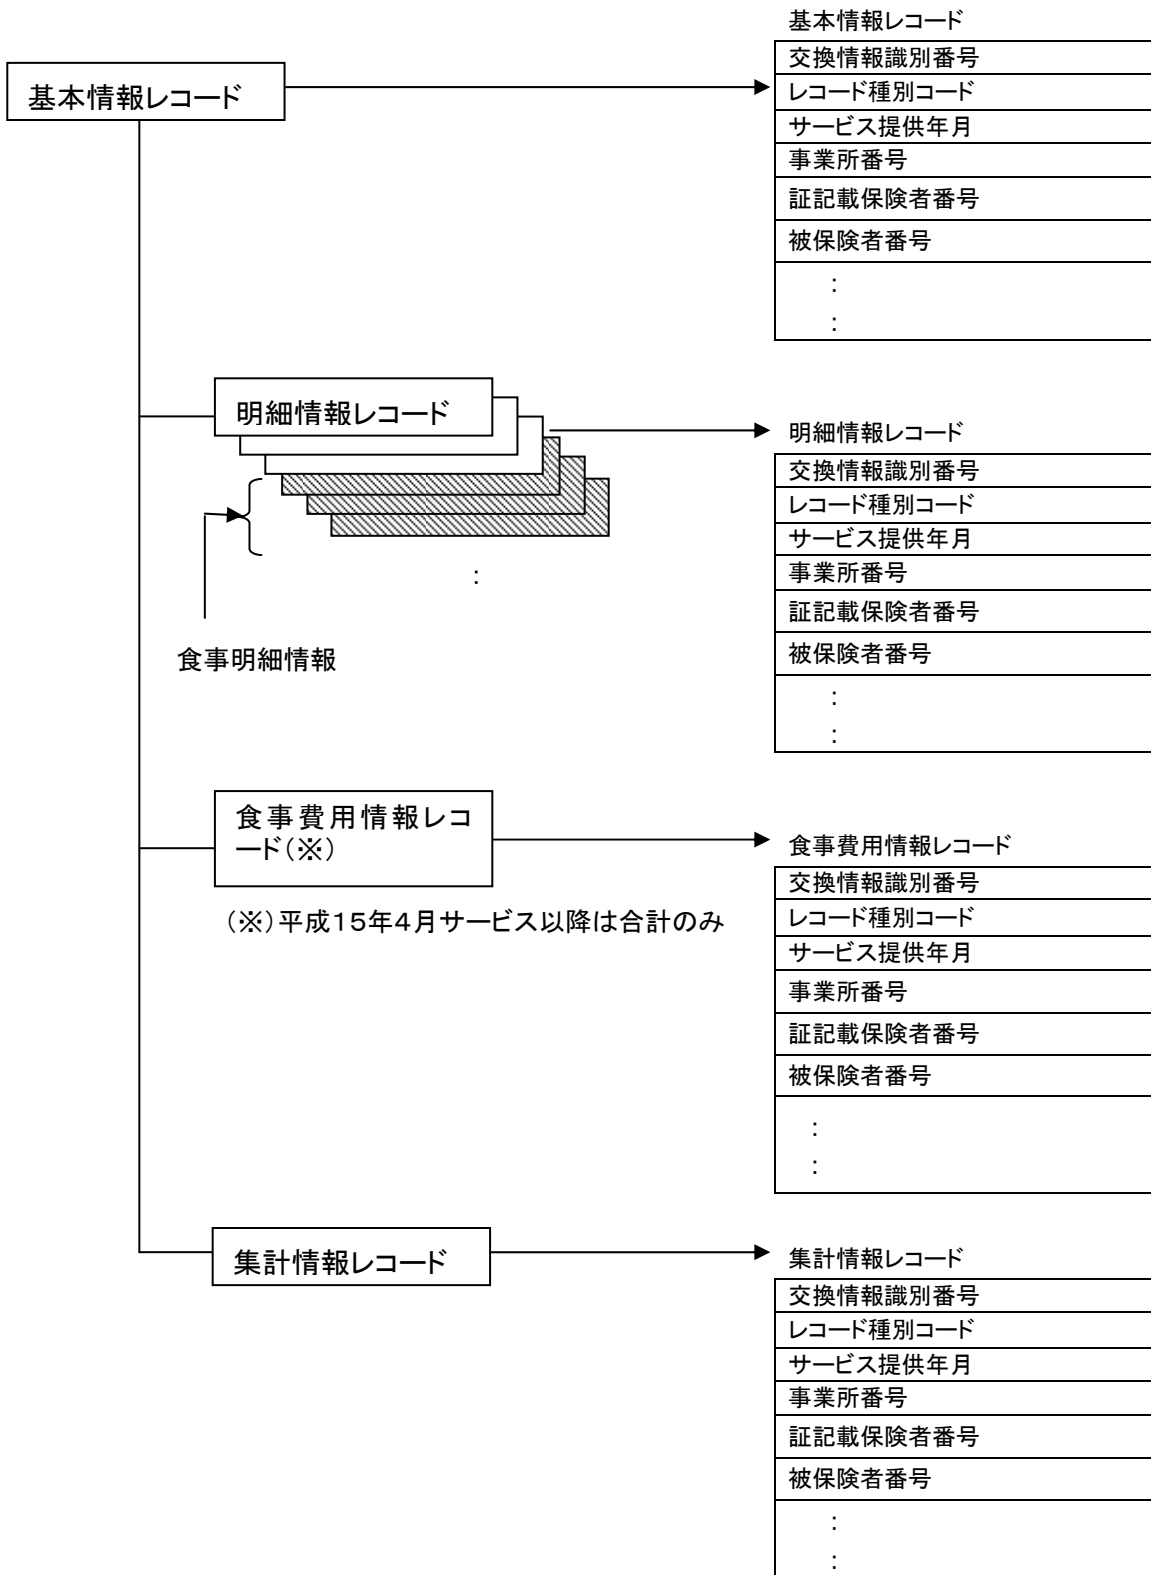 基本情報レコード
基本情報レコード
交換情報識別番号
レコード種別コード
サービス提供年月
事業所番号
証記載保険者番号
被保険者番号
:
:
明細情報レコード
:
食事明細情報
明細情報レコード
交換情報識別番号
レコード種別コード
サービス提供年月
事業所番号
証記載保険者番号
被保険者番号
:
:
食事費用情報レコ
ード(※)
(※)平成15年4月サービス以降は合計のみ
食事費用情報レコード
交換情報識別番号
レコード種別コード
サービス提供年月
事業所番号
証記載保険者番号
被保険者番号
:
:
集計情報レコード
集計情報レコード
交換情報識別番号
レコード種別コード
サービス提供年月
事業所番号
証記載保険者番号
被保険者番号
:
: